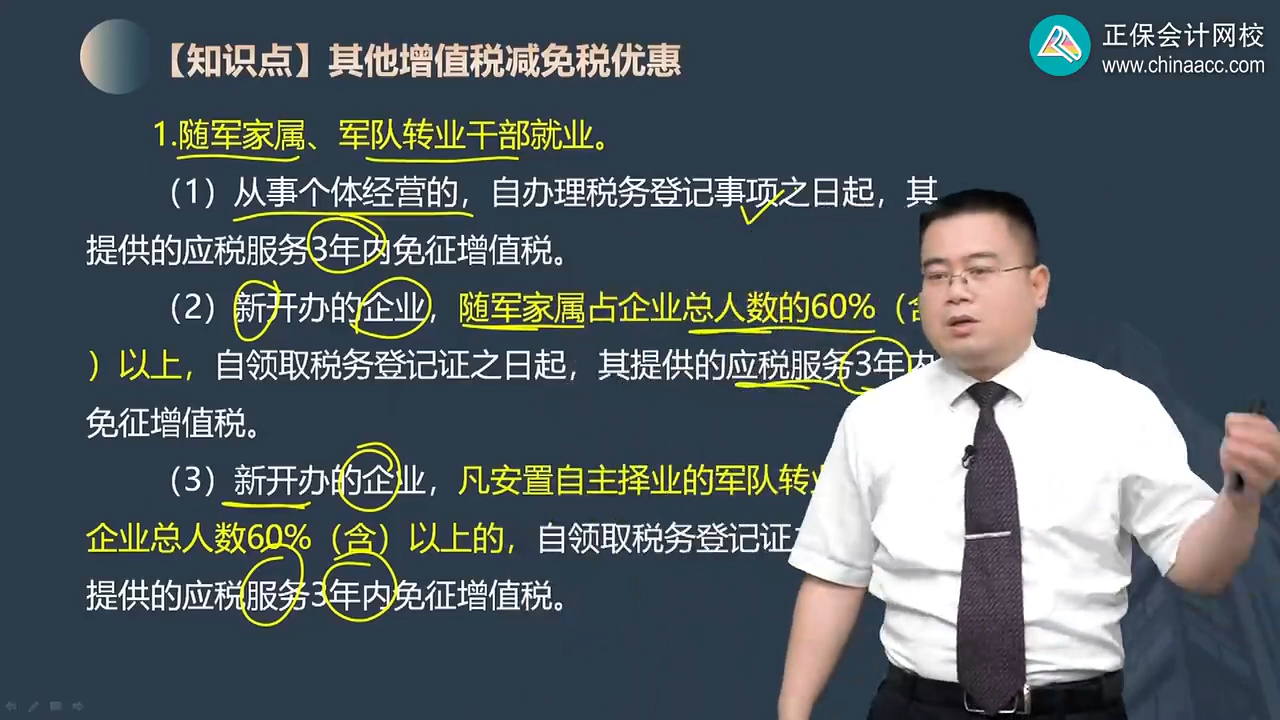 【知识点】其他增值税减免税优惠
正保会计网校
www.chinaacc.com
1.随军家属、军队转业干部就业。
（1）从事个体经营的，自办理税务登记事项之日起，其
提供的应税服务3年内免征增值税。
（2）新开办的企业，随军家属占企业总人数的60%（含
）以上，自领取税务登记证之日起，其提供的应税服务3年内
免征增值税。
（3）新开办的企业，凡安置自主择业的军队转业
企业总人数60%（含）以上的，自领取税务登记证
提供的应税服务3年内免征增值税。